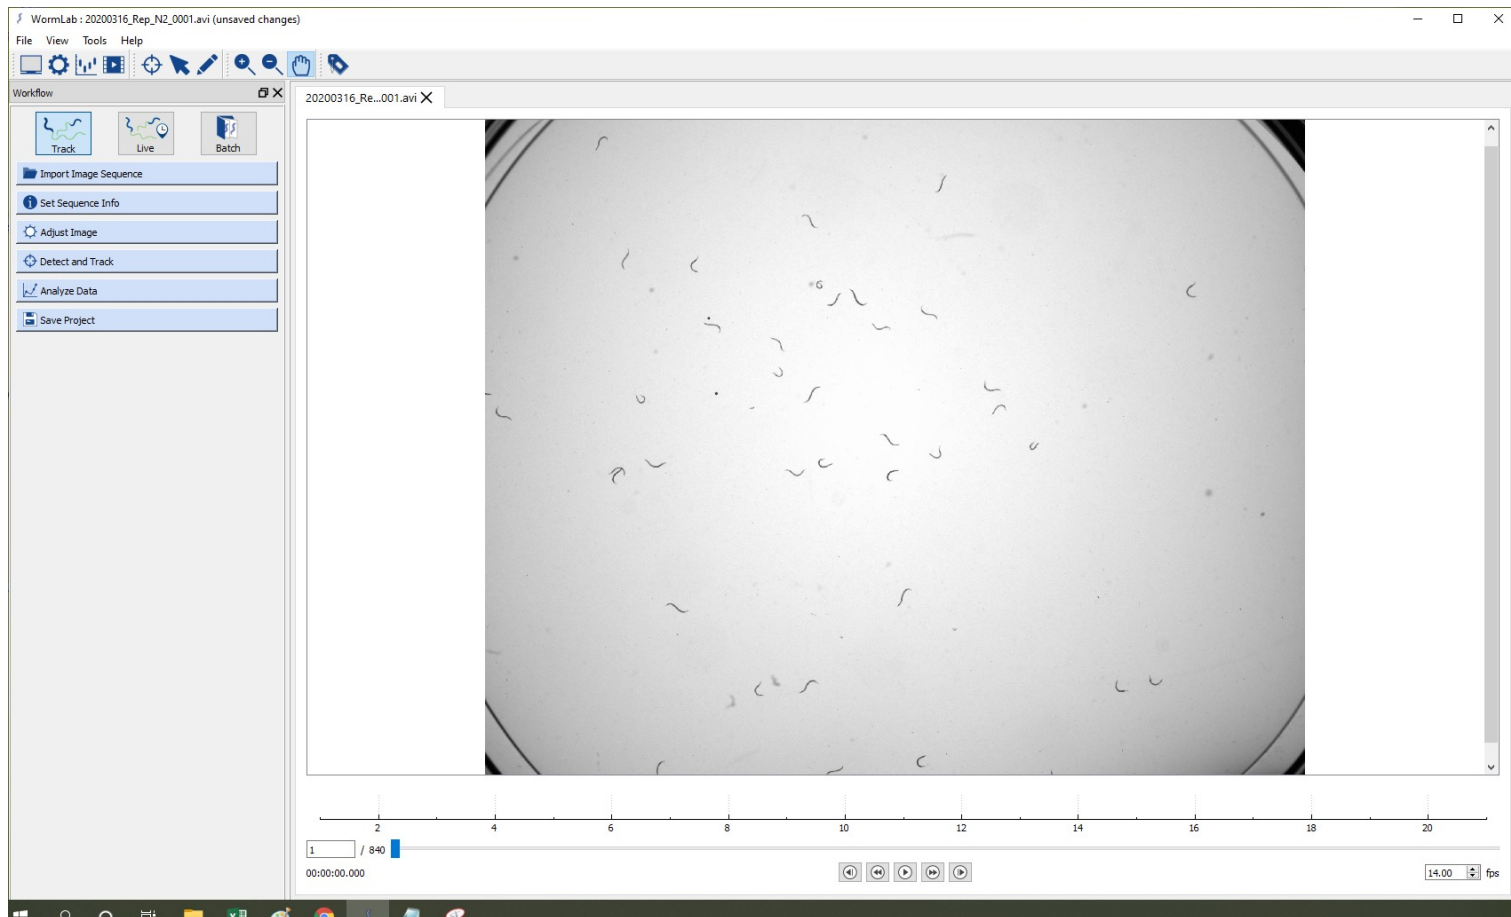 WormLab : 20200316_Rep_N2_0001.avi (unsaved changes)
File View Tools Help
Workflow
20200316_Re...001.avi
Track Live Batch
Import Image Sequence
Set Sequence Info
Adjust Image
Detect and Track
Analyze Data
Save Project
2 4 6 8 10 12 14 16 18 20
1 / 840
00:00:00.000
14.00 fps